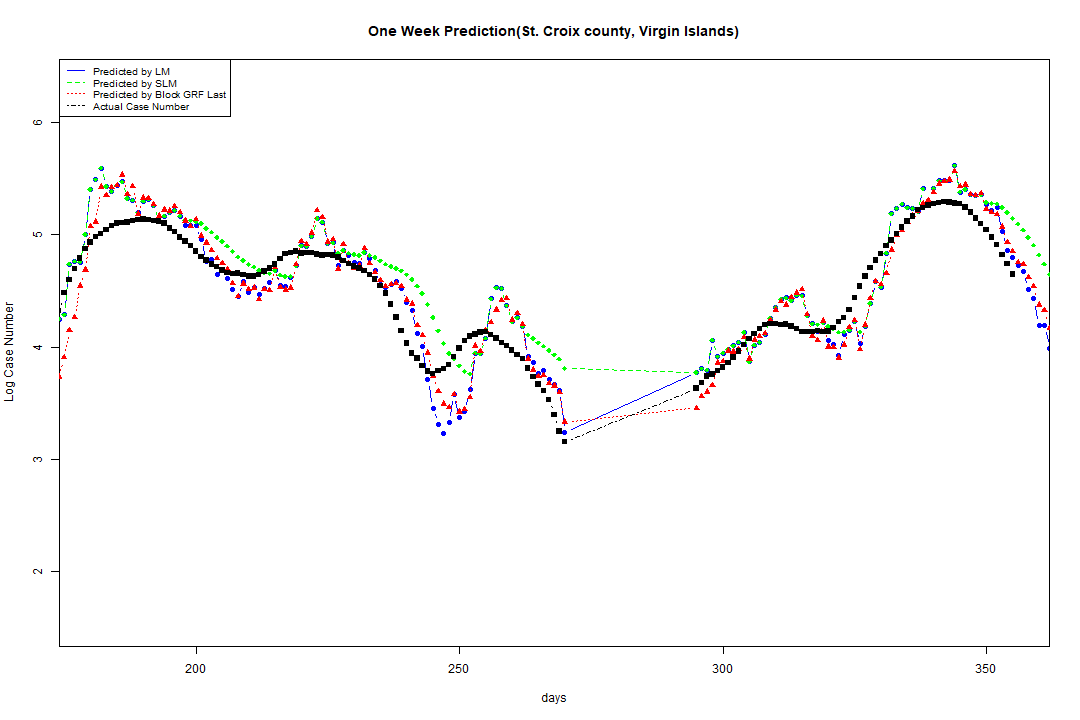 One Week Prediction(St. Croix county, Virgin Islands)
Predicted by LM
Predicted by SLM
Predicted by Block GRF Last
Actual Case Number
6
5
4
3
2
Log Case Number
200 250 300 350
days